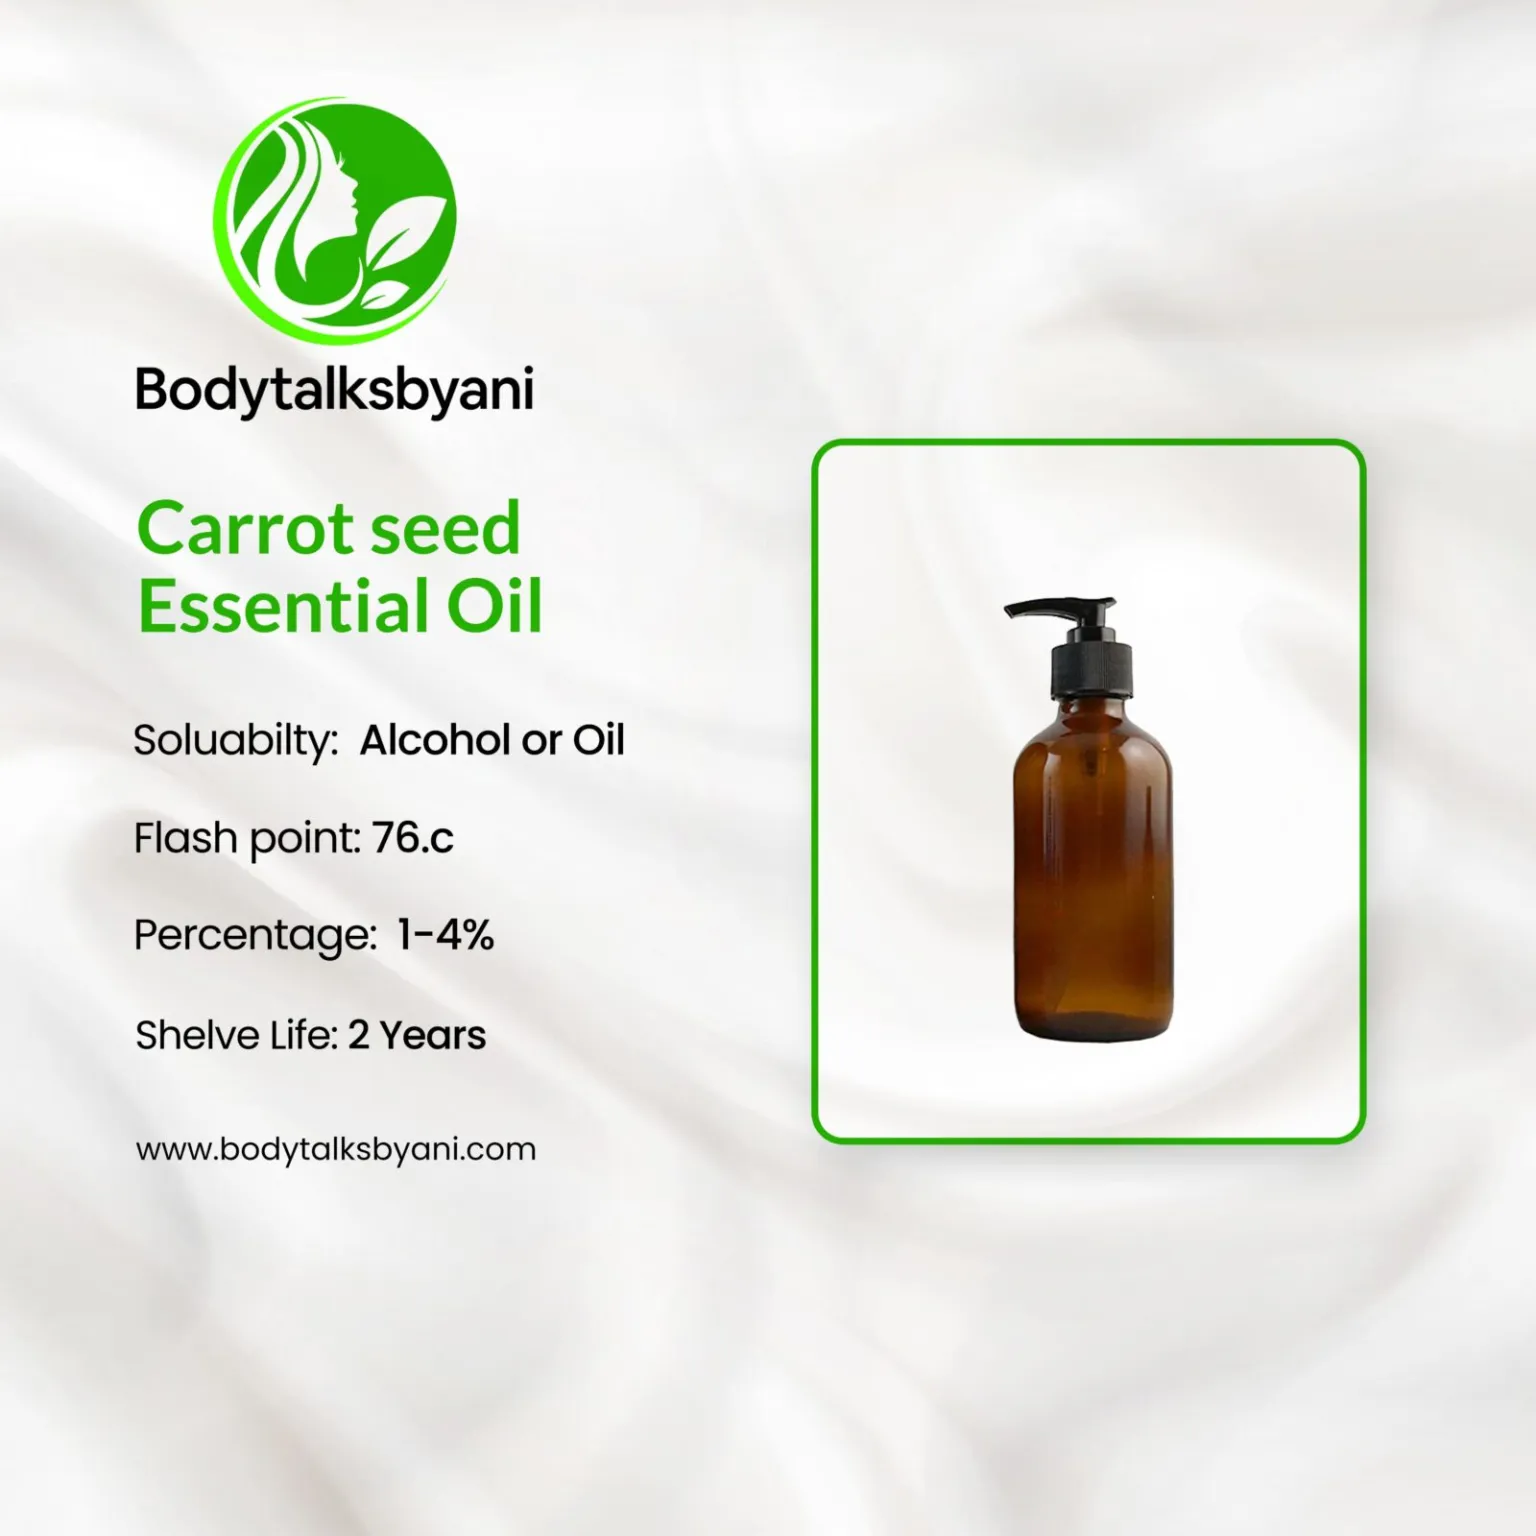 Bodytalksbyani
Carrot seed
Essential Oil
Soluabilty: Alcohol or Oil
Flash point: 76.c
Percentage: 1-4%
Shelve Life: 2 Years
www.bodytalksbyani.com